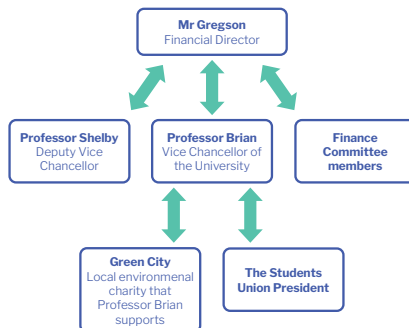 Mr Gregson
Financial Director
Professor Shelby
Deputy Vice
Chancellor
Professor Brian
Vice Chancellor of
the University
Finance
Committee
members
Green City
Local environmenal
charity that
Professor Brian
supports
The Students
Union President